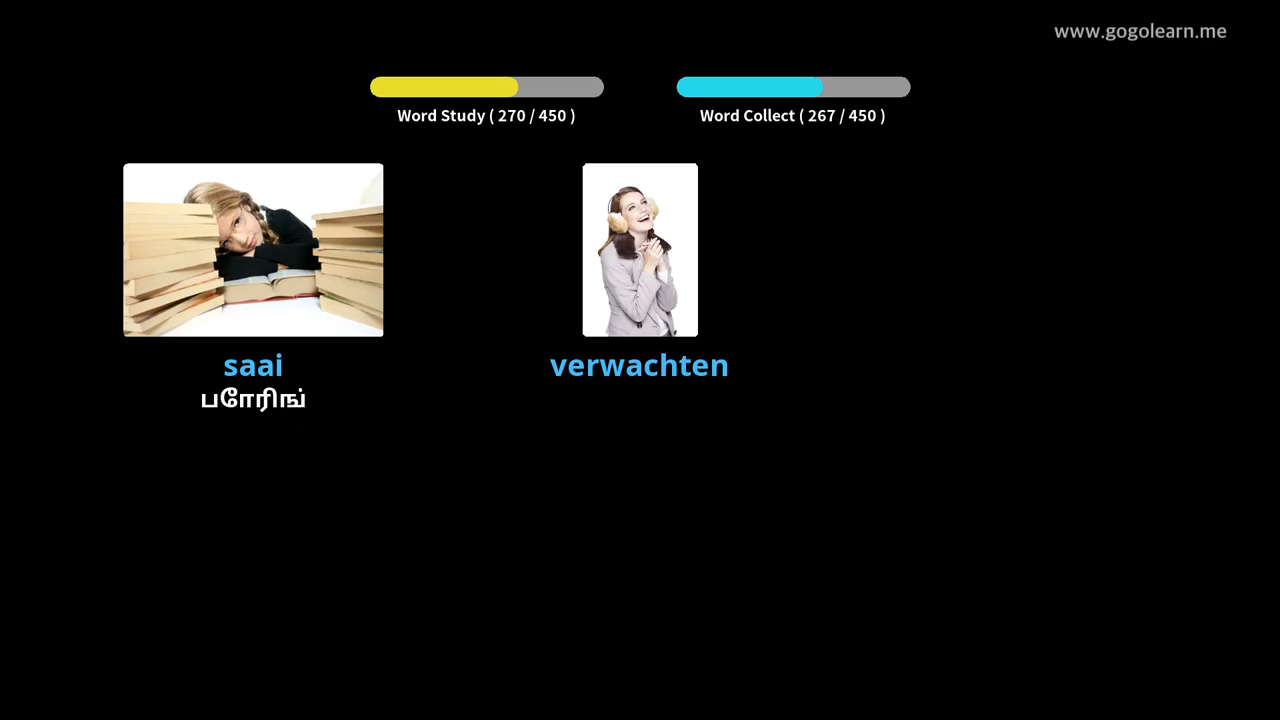 www.gogolearn.me
Word Study ( 270 / 450 )
Word Collect ( 267 / 450 )
saai
போரிங்
verwachten